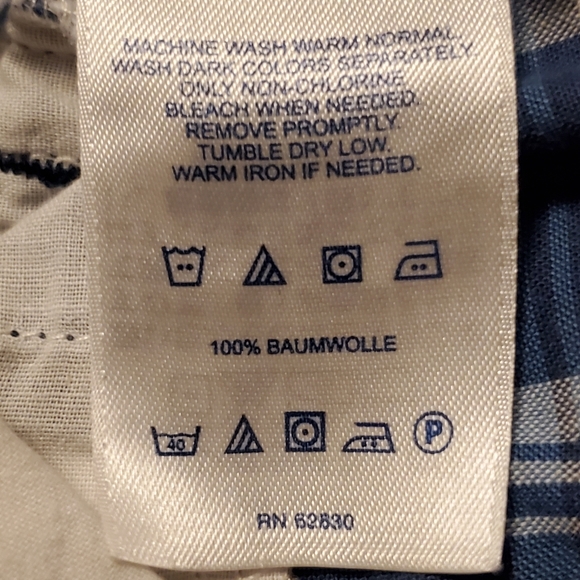 MACHINE WASH WARM NORMAL.
WASH DARK COLORS SEPARATELY.
ONLY NON-CHLORINE
BLEACH WHEN NEEDED.
REMOVE PROMPTLY.
TUMBLE DRY LOW.
WARM IRON IF NEEDED.
100% BAUMWOLLE
40 P
RN 62830